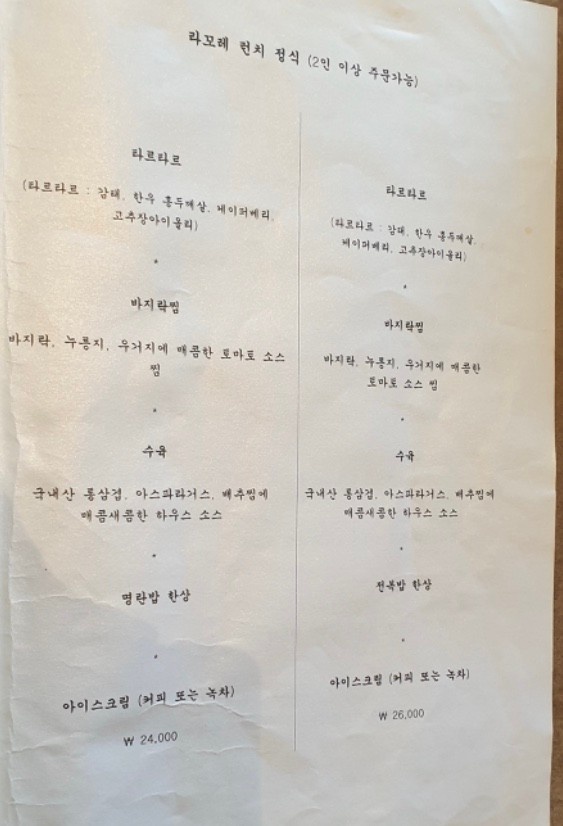 라꼬레 런치 정식 (2인 이상 주문가능)
타르타르
(타르타르 : 감태, 한우 홍두깨살, 케이퍼베리,
고추장아이올리)
*
바지락찜
바지락, 누룽지, 우거지에 매콤한 토마토 소스
찜
*
수육
국내산 통삼겹, 아스파라거스, 배추찜에
매콤새콤한 하우스 소스
*
명란밥 한상
*
아이스크림 (커피 또는 녹차)
₩ 24,000
타르타르
(타르타르 : 감태, 한우 홍두깨살,
케이퍼베리, 고추장아이올리)
*
바지락찜
바지락, 누룽지, 우거지에 매콤한
토마토 소스 찜
*
수육
국내산 통삼겹, 아스파라거스, 배추찜에
매콤새콤한 하우스 소스
*
전복밥 한상
*
아이스크림 (커피 또는 녹차)
₩ 26,000